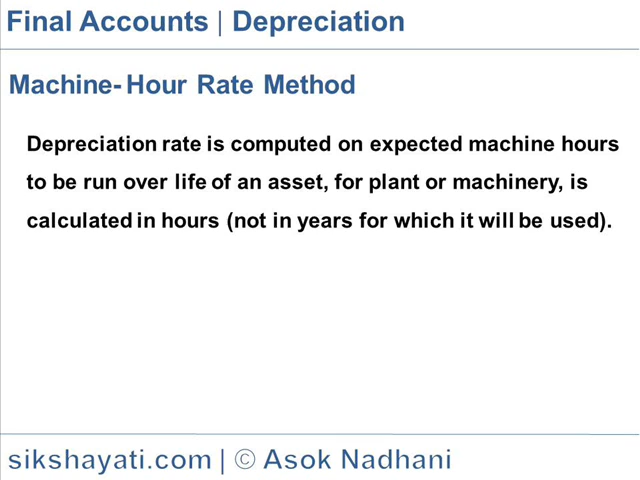 Final Accounts | Depreciation
Machine- Hour Rate Method
Depreciation rate is computed on expected machine hours
to be run over life of an asset, for plant or machinery, is
calculated in hours (not in years for which it will be used).
sikshayati.com | © Asok Nadhani